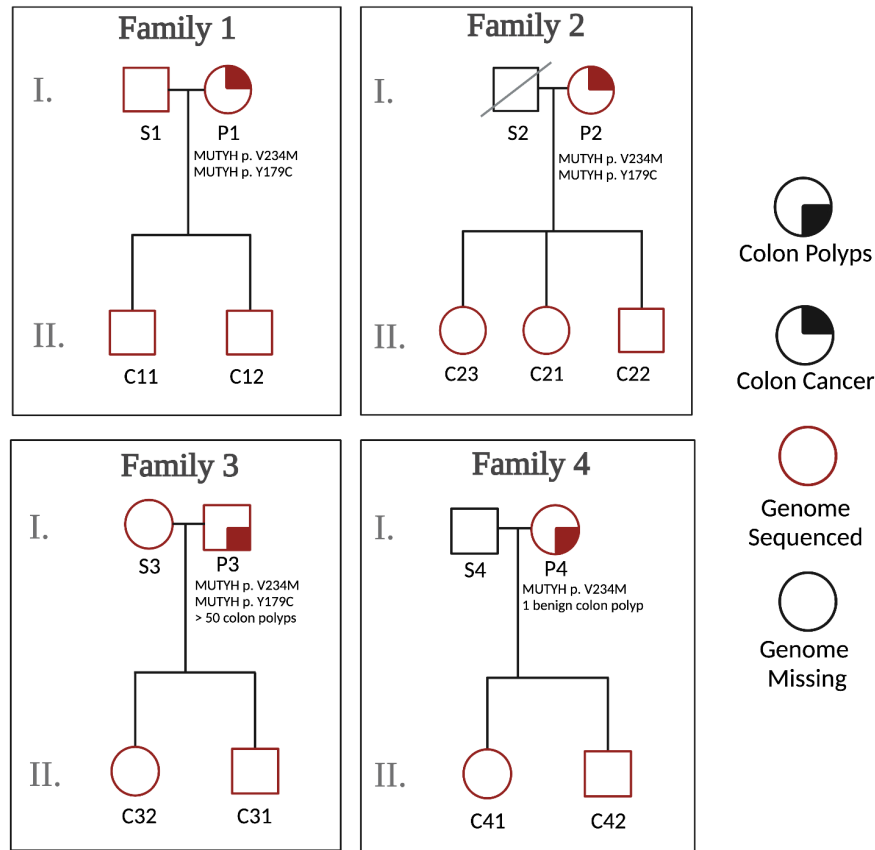 Family 1
I.
S1
P1
MUTYH p. V234M
MUTYH p. Y179C
II.
C11
C12
Family 2
I.
S2
P2
MUTYH p. V234M
MUTYH p. Y179C
II.
C23
C21
C22
Family 3
I.
S3
P3
MUTYH p. V234M
MUTYH p. Y179C
> 50 colon polyps
II.
C32
C31
Family 4
I.
S4
P4
MUTYH p. V234M
1 benign colon polyp
II.
C41
C42
Colon Polyps
Colon Cancer
Genome
Sequenced
Genome
Missing